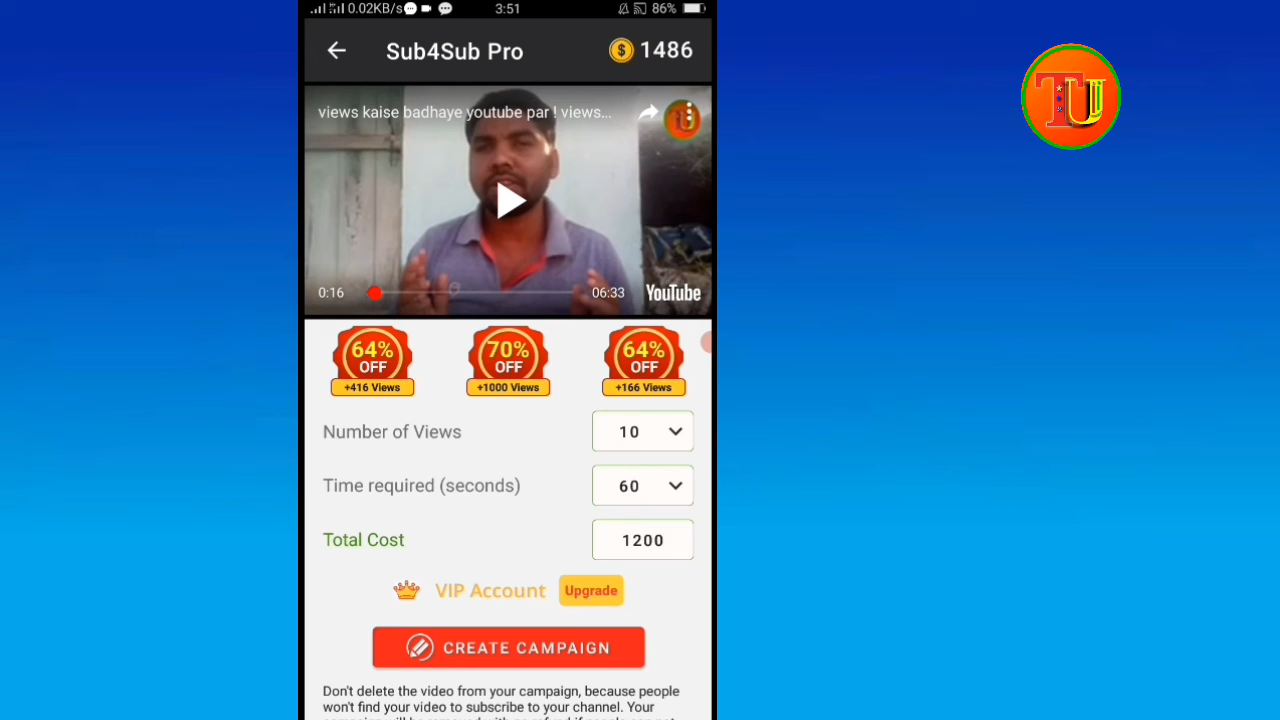 0.02KB/s 3:51 86%
Sub4Sub Pro 1486
TU
views kaise badhaye youtube par ! views...
0:16 06:33 YouTube
64% OFF +416 Views
70% OFF +1000 Views
64% OFF +166 Views
Number of Views 10
Time required (seconds) 60
Total Cost 1200
VIP Account Upgrade
CREATE CAMPAIGN
Don't delete the video from your campaign, because people
won't find your video to subscribe to your channel. Your